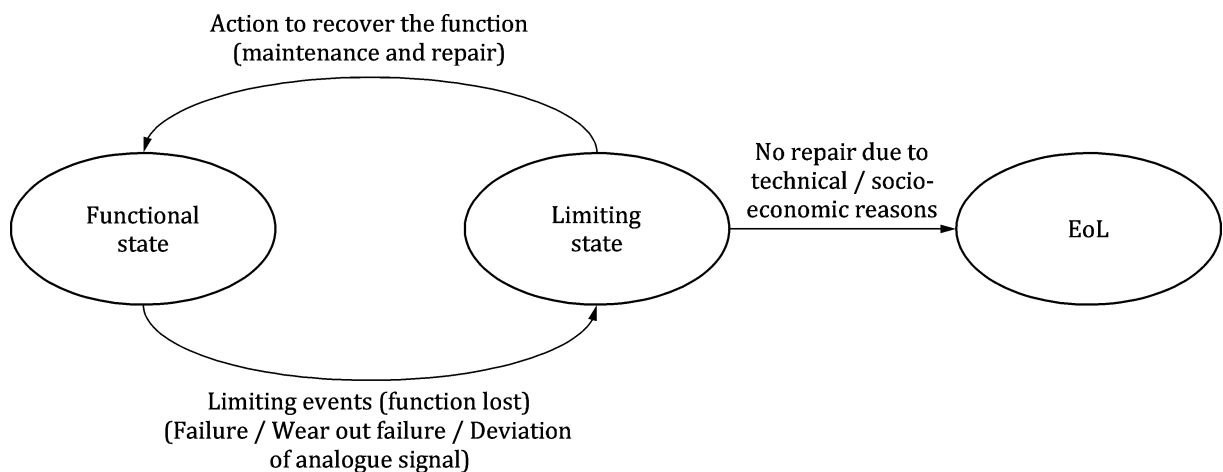 Action to recover the function
(maintenance and repair)
Functional
state
Limiting
state
No repair due to
technical / socio-
economic reasons
EoL
Limiting events (function lost)
(Failure / Wear out failure / Deviation
of analogue signal)